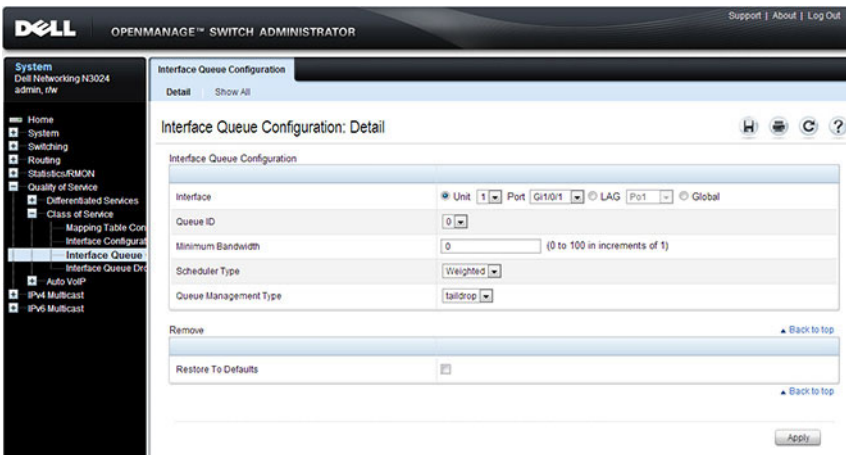 Support | About | Log Out
DELL
OPENMANAGE™ SWITCH ADMINISTRATOR
System
Dell Networking N3024
admin, r/w
Home
System
Switching
Routing
Statistics/RMON
Quality of Service
Differentiated Services
Class of Service
Mapping Table Con
Interface Configurat
Interface Queue
Interface Queue Dro
Auto VoIP
IPv4 Multicast
IPv6 Multicast
Interface Queue Configuration
Detail Show All
Interface Queue Configuration: Detail
Interface Queue Configuration
Interface Unit 1 Port Gi1/0/1 LAG Po1 Global
Queue ID 0
Minimum Bandwidth 0 (0 to 100 in increments of 1)
Scheduler Type Weighted
Queue Management Type taildrop
Remove Back to top
Restore To Defaults
Back to top
Apply